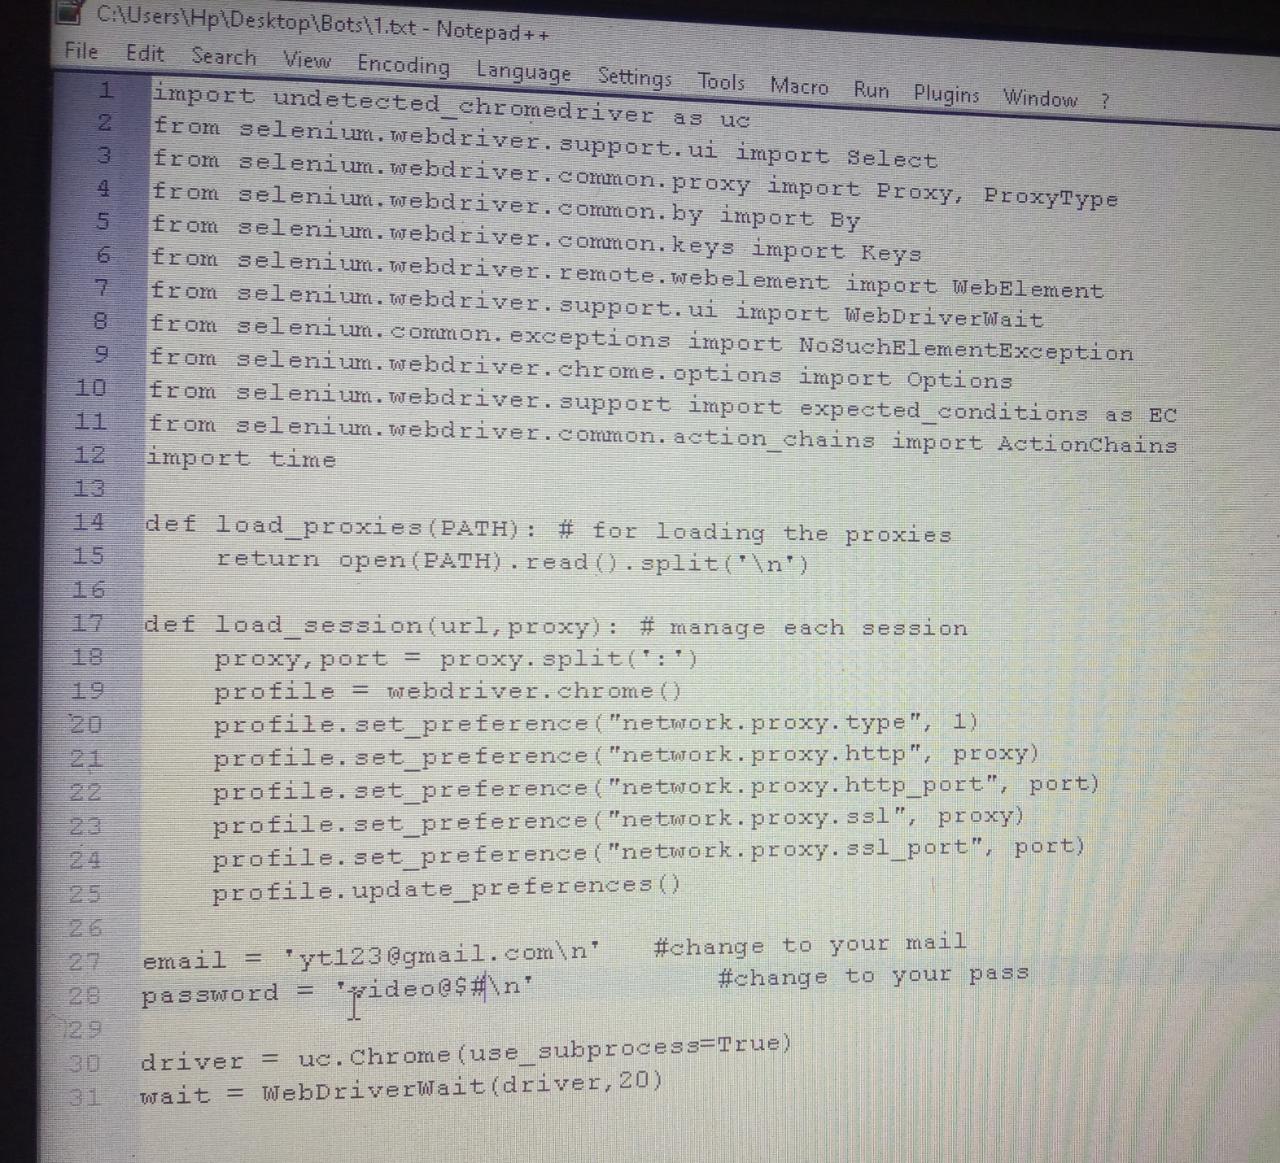 C:\Users\Hp\Desktop\Bots\1.txt - Notepad++
File Edit Search View Encoding Language Settings Tools Macro Run Plugins Window ?
1 import undetected_chromedriver as uc
2 from selenium.webdriver.support.ui import Select
3 from selenium.webdriver.common.proxy import Proxy, ProxyType
4 from selenium.webdriver.common.by import By
5 from selenium.webdriver.common.keys import Keys
6 from selenium.webdriver.remote.webelement import WebElement
7 from selenium.webdriver.support.ui import WebDriverWait
8 from selenium.common.exceptions import NoSuchElementException
9 from selenium.webdriver.chrome.options import Options
10 from selenium.webdriver.support import expected_conditions as EC
11 from selenium.webdriver.common.action_chains import ActionChains
12 import time
13
14 def load_proxies(PATH): # for loading the proxies
15     return open(PATH).read().split('\n')
16
17 def load_session(url,proxy): # manage each session
18     proxy,port = proxy.split(':')
19     profile = webdriver.chrome()
20     profile.set_preference("network.proxy.type", 1)
21     profile.set_preference("network.proxy.http", proxy)
22     profile.set_preference("network.proxy.http_port", port)
23     profile.set_preference("network.proxy.ssl", proxy)
24     profile.set_preference("network.proxy.ssl_port", port)
25     profile.update_preferences()
26
27 email = 'yt123@gmail.com\n'   #change to your mail
28 password = 'video@$#\n'            #change to your pass
29
30 driver = uc.Chrome(use_subprocess=True)
31 wait = WebDriverWait(driver,20)